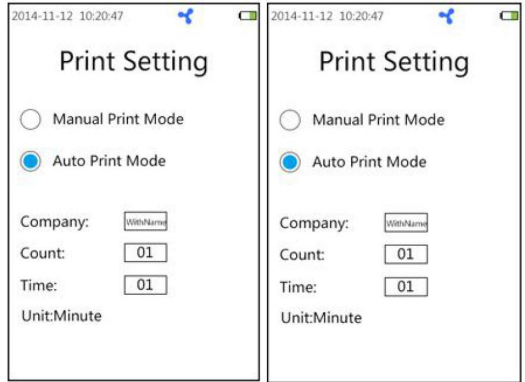 2014-11-12 10:20:47
Print Setting
Manual Print Mode
Auto Print Mode
Company: WithName
Count: 01
Time: 01
Unit:Minute
2014-11-12 10:20:47
Print Setting
Manual Print Mode
Auto Print Mode
Company: WithName
Count: 01
Time: 01
Unit:Minute